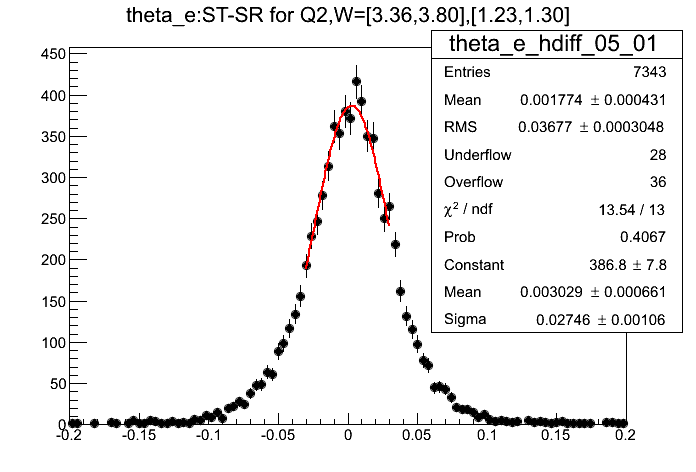 theta_e:ST-SR for Q2,W=[3.36,3.80],[1.23,1.30]
theta_e_hdiff_05_01
Entries 7343
Mean 0.001774 ± 0.000431
RMS 0.03677 ± 0.0003048
Underflow 28
Overflow 36
χ² / ndf 13.54 / 13
Prob 0.4067
Constant 386.8 ± 7.8
Mean 0.003029 ± 0.000661
Sigma 0.02746 ± 0.00106
450
400
350
300
250
200
150
100
50
0
-0.2 -0.15 -0.1 -0.05 0 0.05 0.1 0.15 0.2